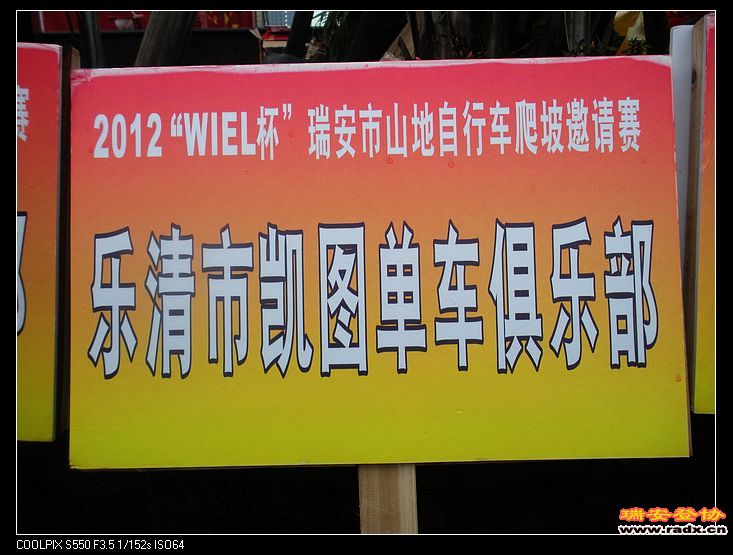 2012 “WIEL杯” 瑞安市山地自行车爬坡邀请赛
乐清市凯图单车俱乐部
赛
部
瑞安登协
www.radx.cn
COOLPIX S550 F3.5 1/152s ISO64